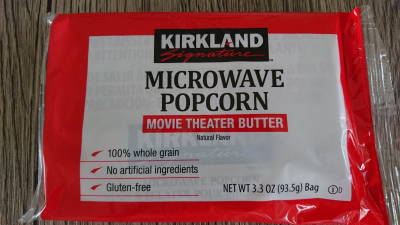 KIRKLAND
Signature
MICROWAVE
POPCORN
MOVIE THEATER BUTTER
Natural Flavor
100% whole grain
No artificial ingredients
Gluten-free
NET WT 3.3 OZ (93.5g) Bag